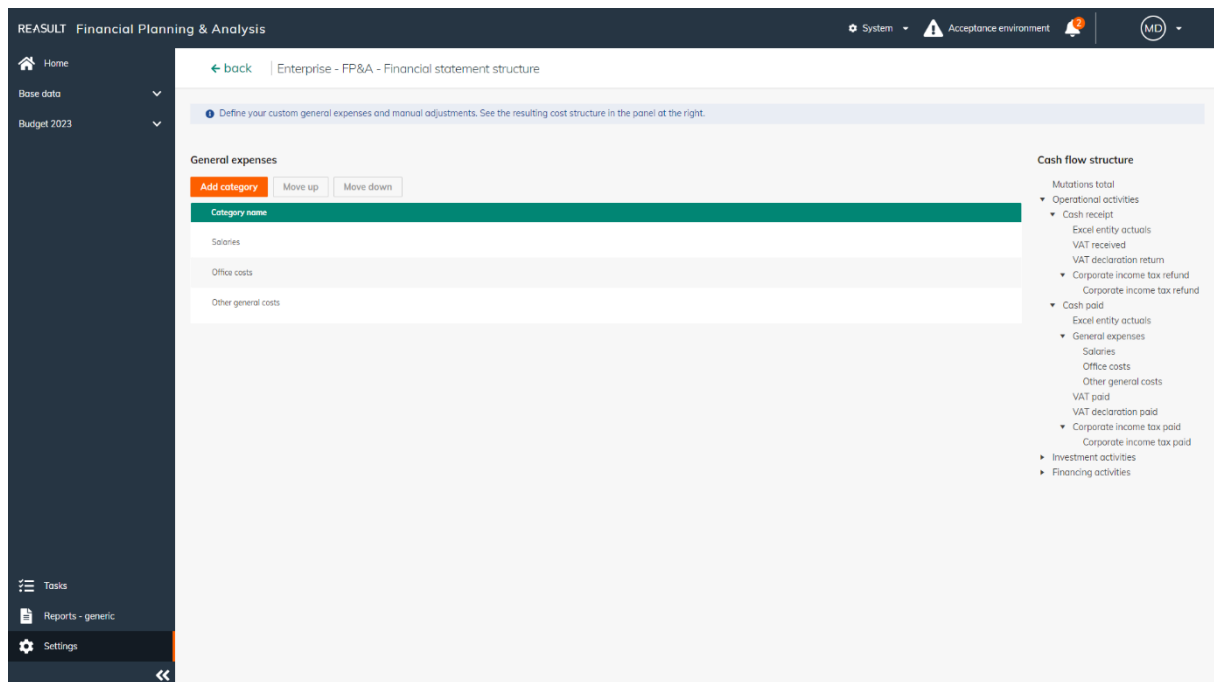 REASULT Financial Planning & Analysis
System
Acceptance environment
2
MD
Home
Base data
Budget 2023
Tasks
Reports - generic
Settings
back
Enterprise - FP&A - Financial statement structure
Define your custom general expenses and manual adjustments. See the resulting cost structure in the panel at the right.
General expenses
Add category
Move up
Move down
Category name
Salaries
Office costs
Other general costs
Cash flow structure
Mutations total
Operational activities
Cash receipt
Excel entity actuals
VAT received
VAT declaration return
Corporate income tax refund
Corporate income tax refund
Cash paid
Excel entity actuals
General expenses
Salaries
Office costs
Other general costs
VAT paid
VAT declaration paid
Corporate income tax paid
Corporate income tax paid
Investment activities
Financing activities